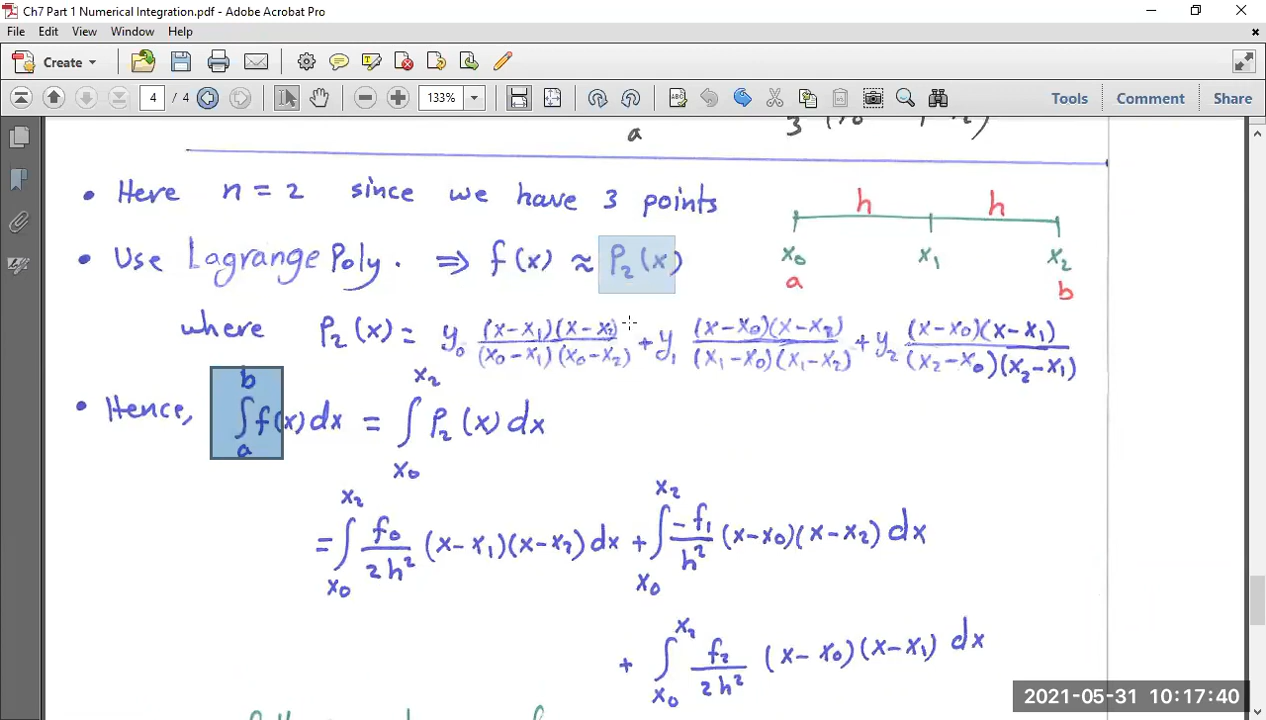 Ch7 Part 1 Numerical Integration.pdf - Adobe Acrobat Pro
File Edit View Window Help
Create
4 / 4 133% Tools Comment Share
a 3
• Here n = 2 since we have 3 points
h h
• Use Lagrange Poly. ⇒ f(x) ≈ P₂(x)
x₀ x₁ x₂
a b
where P₂(x) = y₀ (x-x₁)(x-x₂)/(x₀-x₁)(x₀-x₂) + y₁ (x-x₀)(x-x₂)/(x₁-x₀)(x₁-x₂) + y₂ (x-x₀)(x-x₁)/(x₂-x₀)(x₂-x₁)
• Hence, ∫ₐᵇ f(x) dx = ∫_{x₀}^{x₂} P₂(x) dx
= ∫_{x₀}^{x₂} f₀/2h² (x-x₁)(x-x₂) dx + ∫_{x₀}^{x₂} -f₁/h² (x-x₀)(x-x₂) dx
+ ∫_{x₀}^{x₂} f₂/2h² (x-x₀)(x-x₁) dx
2021-05-31 10:17:40